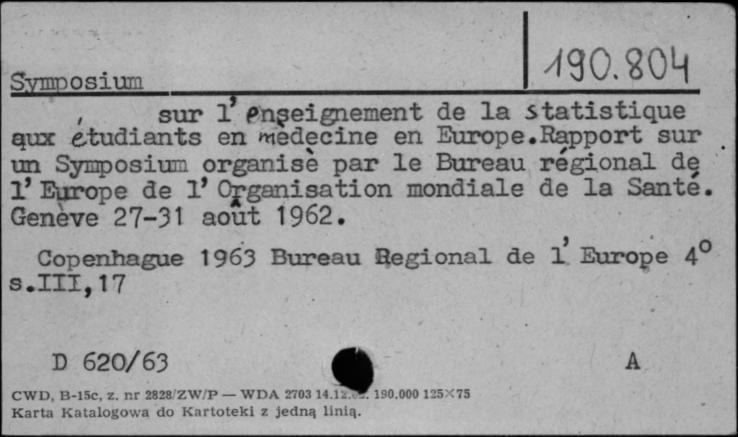 190.804
Symposium
sur l'enseignement de la statistique
aux étudiants en mèdecine en Europe.Rapport sur
un Symposium organisè par le Bureau régional de
l'Europe de l'Organisation mondiale de la Santé.
Genève 27-31 août 1962.
Copenhague 1963 Bureau Regional de l'Europe 4°
s.III,17
D 620/63 A
CWD, B-15c, z. nr 2828/ZW/P — WDA 2703 190.000 125×75
Karta Katalogowa do Kartoteki z jedną linią.